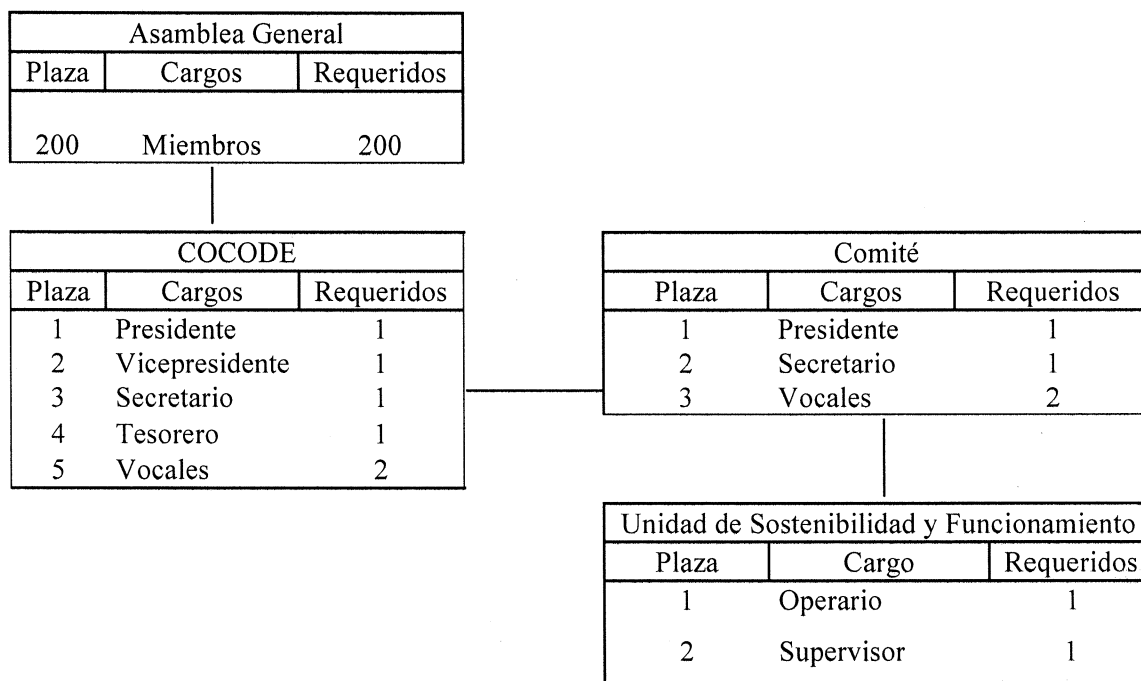 Asamblea General
Plaza Cargos Requeridos
200 Miembros 200
COCODE
Plaza Cargos Requeridos
1 Presidente 1
2 Vicepresidente 1
3 Secretario 1
4 Tesorero 1
5 Vocales 2
Comité
Plaza Cargos Requeridos
1 Presidente 1
2 Secretario 1
3 Vocales 2
Unidad de Sostenibilidad y Funcionamiento
Plaza Cargo Requeridos
1 Operario 1
2 Supervisor 1